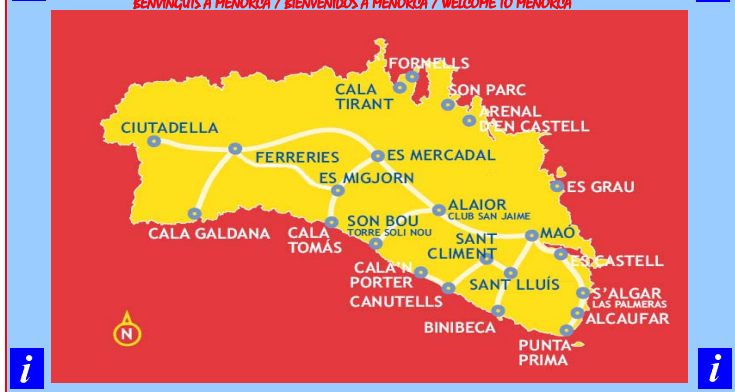 BENVINGUTS A MENORCA / BIENVENIDOS A MENORCA / WELCOME TO MENORCA
FORNELLS
CALA
TIRANT
SON PARC
ARENAL
D'EN CASTELL
CIUTADELLA
FERRERIES
ES MERCADAL
ES MIGJORN
ES GRAU
ALAIOR
CLUB SAN JAIME
SON BOU
TORRE SOLI NOU
CALA GALDANA
CALA
TOMÁS
SANT
CLIMENT
MAÓ
ES CASTELL
CALA'N
PORTER
CANUTELLS
SANT LLUÍS
S'ALGAR
LAS PALMERAS
ALCAUFAR
BINIBECA
PUNTA
PRIMA
N
i
i